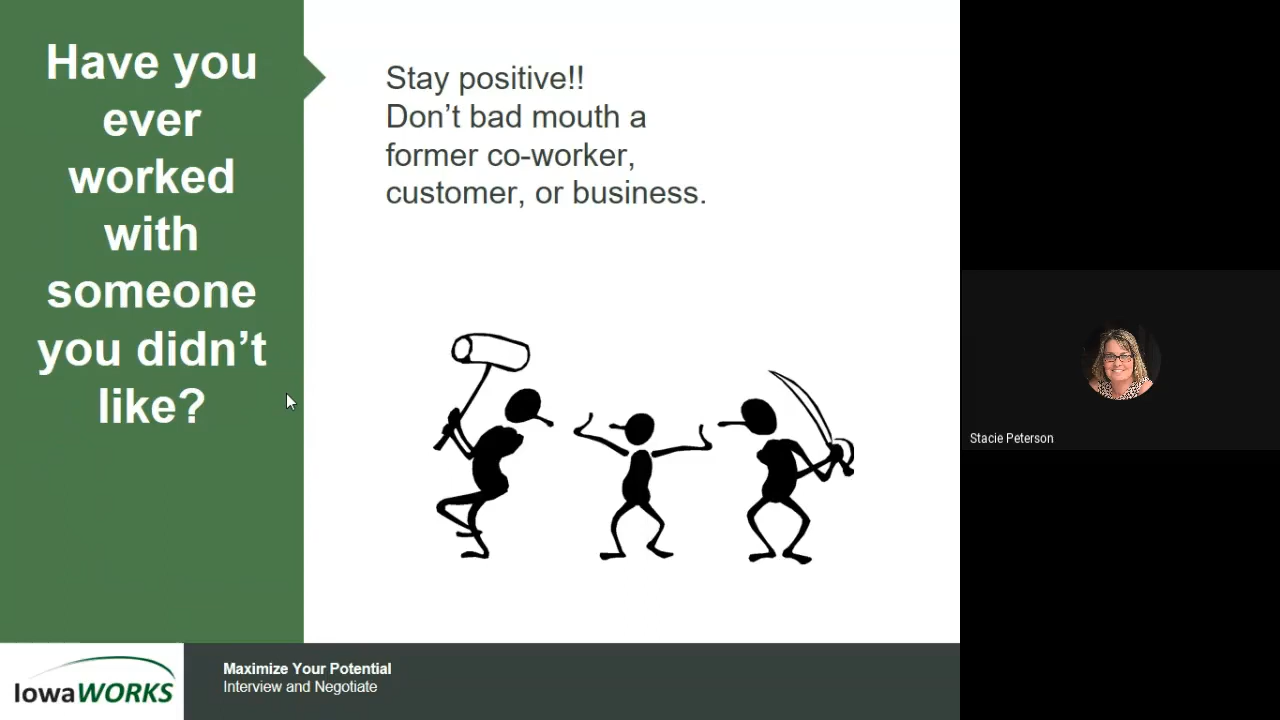 Have you
ever
worked
with
someone
you didn’t
like?
Stay positive!!
Don’t bad mouth a
former co-worker,
customer, or business.
Stacie Peterson
IowaWORKS
Maximize Your Potential
Interview and Negotiate